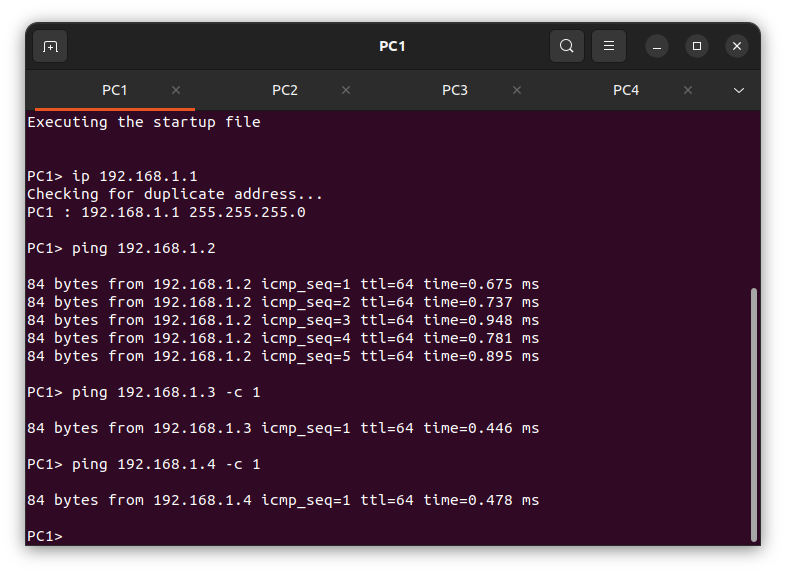 PC1
PC1 PC2 PC3 PC4
Executing the startup file
PC1> ip 192.168.1.1
Checking for duplicate address...
PC1 : 192.168.1.1 255.255.255.0
PC1> ping 192.168.1.2
84 bytes from 192.168.1.2 icmp_seq=1 ttl=64 time=0.675 ms
84 bytes from 192.168.1.2 icmp_seq=2 ttl=64 time=0.737 ms
84 bytes from 192.168.1.2 icmp_seq=3 ttl=64 time=0.948 ms
84 bytes from 192.168.1.2 icmp_seq=4 ttl=64 time=0.781 ms
84 bytes from 192.168.1.2 icmp_seq=5 ttl=64 time=0.895 ms
PC1> ping 192.168.1.3 -c 1
84 bytes from 192.168.1.3 icmp_seq=1 ttl=64 time=0.446 ms
PC1> ping 192.168.1.4 -c 1
84 bytes from 192.168.1.4 icmp_seq=1 ttl=64 time=0.478 ms
PC1>